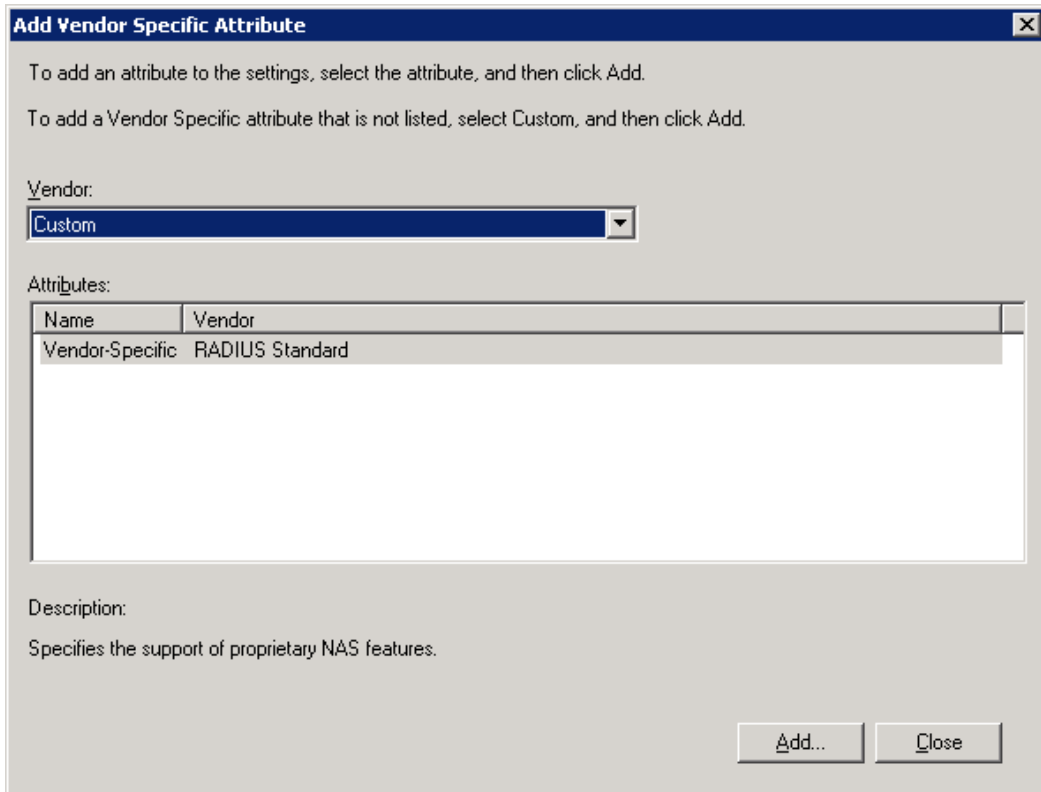 Add Vendor Specific Attribute
To add an attribute to the settings, select the attribute, and then click Add.
To add a Vendor Specific attribute that is not listed, select Custom, and then click Add.
Vendor:
Custom
Attributes:
Name Vendor
Vendor-Specific RADIUS Standard
Description:
Specifies the support of proprietary NAS features.
Add... Close